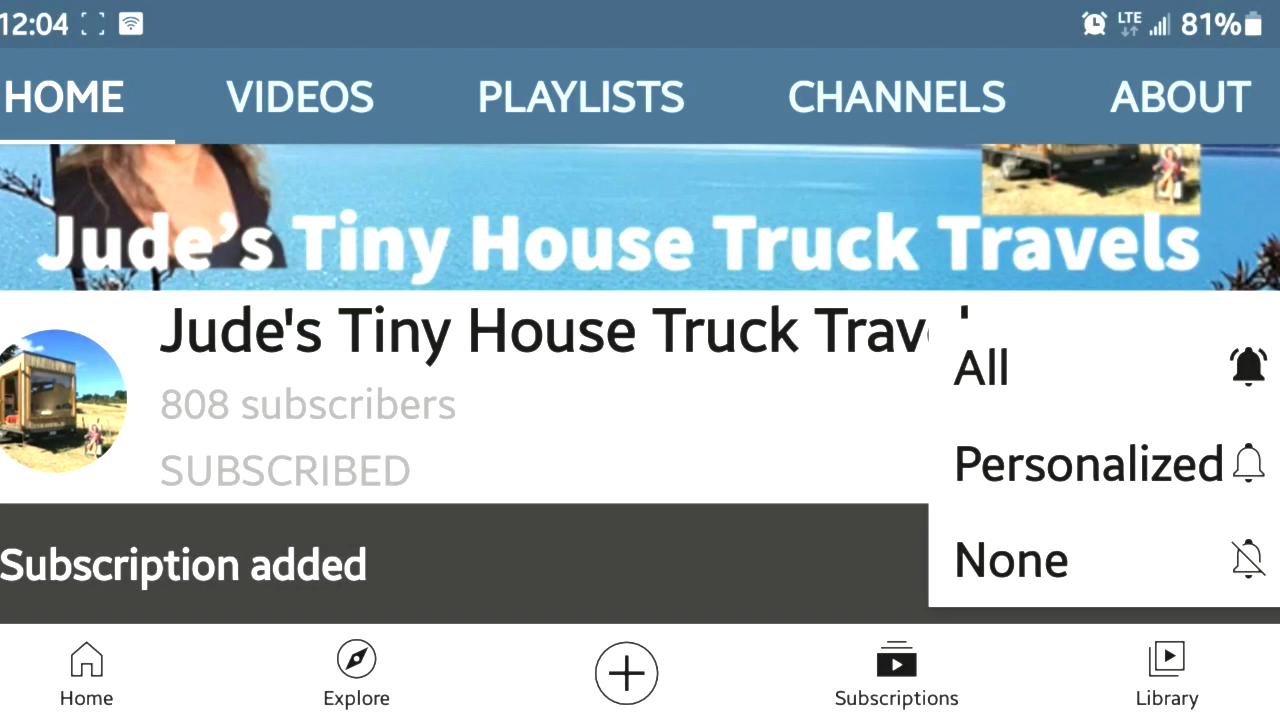 12:04 LTE 81%
HOME VIDEOS PLAYLISTS CHANNELS ABOUT
Jude's Tiny House Truck Travels
Jude's Tiny House Truck Trav
808 subscribers
SUBSCRIBED
All
Personalized
None
Subscription added
Home Explore Subscriptions Library